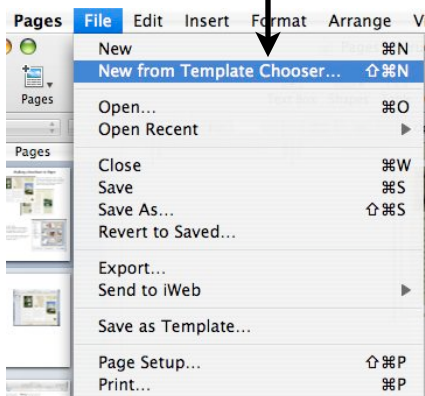 Pages File Edit Insert Format Arrange V
New ⌘N
New from Template Chooser... ⇧⌘N
Pages
Open... ⌘O
Open Recent ▶
Pages
Close ⌘W
Save ⌘S
Save As... ⇧⌘S
Revert to Saved...
Export...
Send to iWeb ▶
Save as Template...
Page Setup... ⇧⌘P
Print... ⌘P